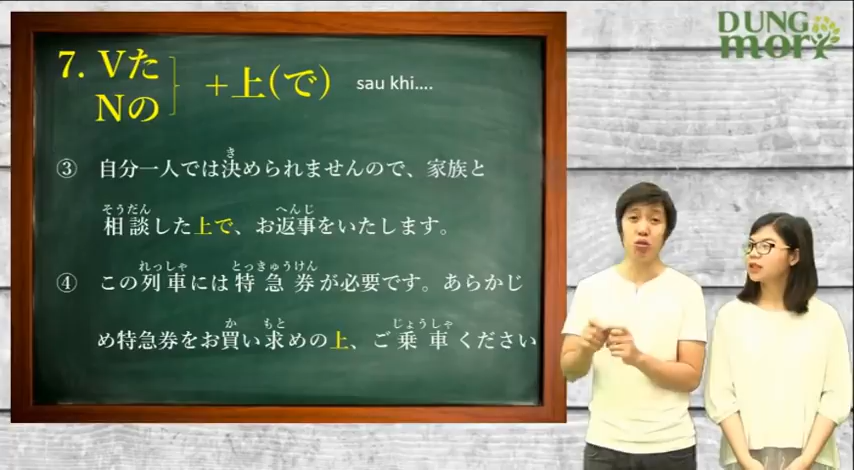 DUNG
mori
7. Vた
Nの
+上(で)
sau khi....
き
③ 自分一人では決められませんので、家族と
そうだん へんじ
相談した上で、お返事をいたします。
れっしゃ とっきゅうけん
④ この列車には特急券が必要です。あらかじ
か もと じょうしゃ
め特急券をお買い求めの上、ご乗車ください